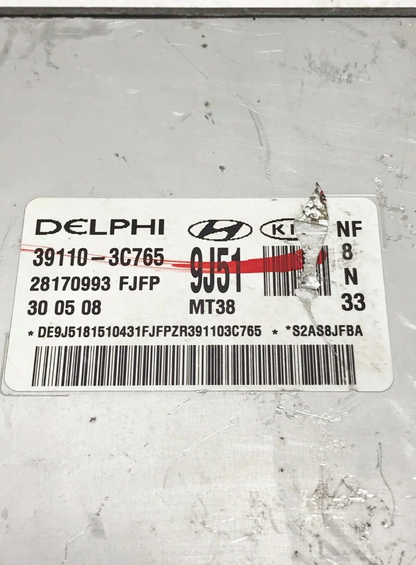 DELPHI KI NF
39110-3C765 9J51 8
28170993 FJFP N
30 05 08 MT38 33
*DE9J5181510431FJFPZR391103C765 * *S2AS8JFBA